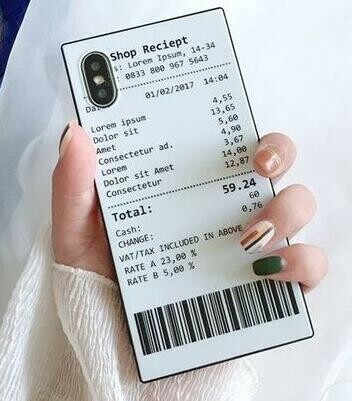 Shop Reciept
s: Lorem Ipsum, 14-34
: 0833 800 967 5643
Da 01/02/2017 14:04
Lorem ipsum 4,55
Dolor sit 13,65
Amet 5,60
Consectetur ad. 4,90
Lorem 3,67
Dolor sit Amet 14,00
Consectetur 12,87
Total: 59.24
Cash: 60
CHANGE: 0,76
VAT/TAX INCLUDED IN ABOVE
RATE A 23,00 %
RATE B 5,00 %